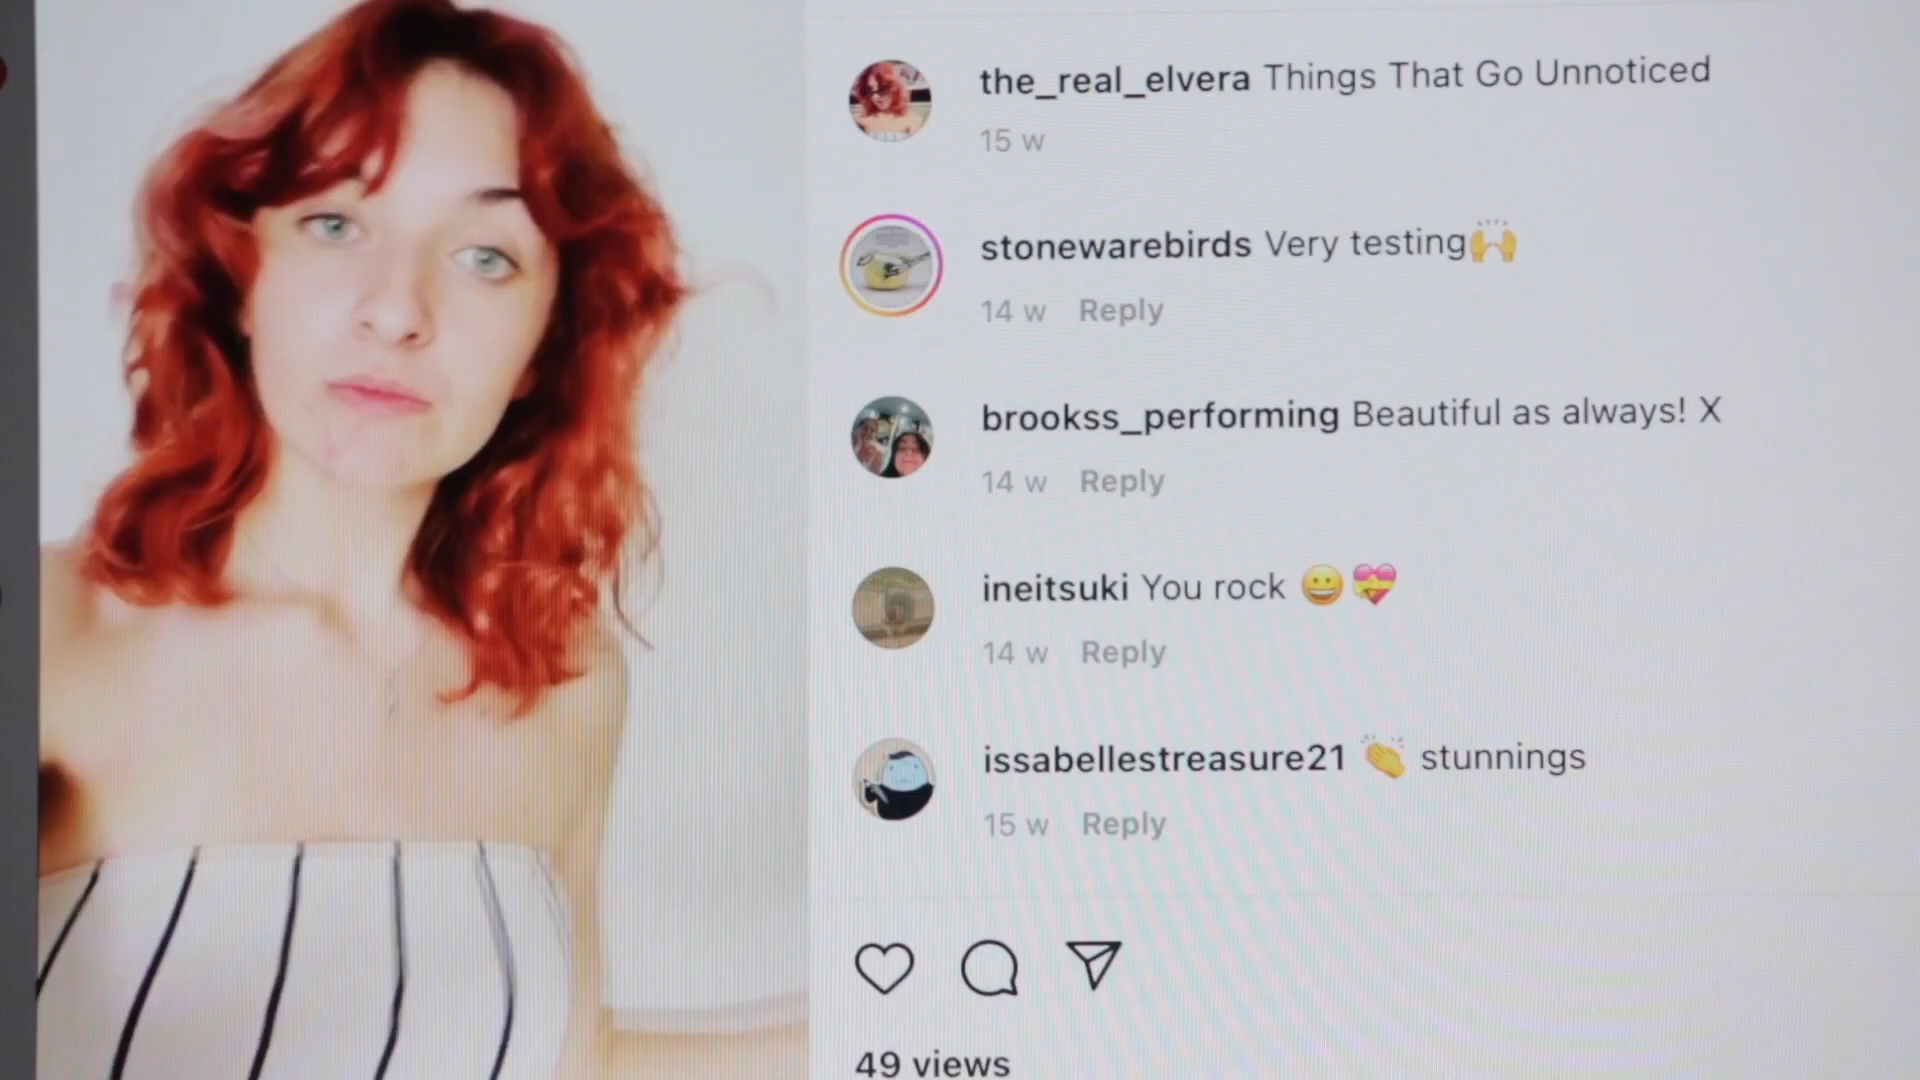 the_real_elvera Things That Go Unnoticed
15 w
stonewarebirds Very testing🙌
14 w Reply
brookss_performing Beautiful as always! X
14 w Reply
ineitsuki You rock 😀 💝
14 w Reply
issabellestreasure21 👏 stunnings
15 w Reply
49 views